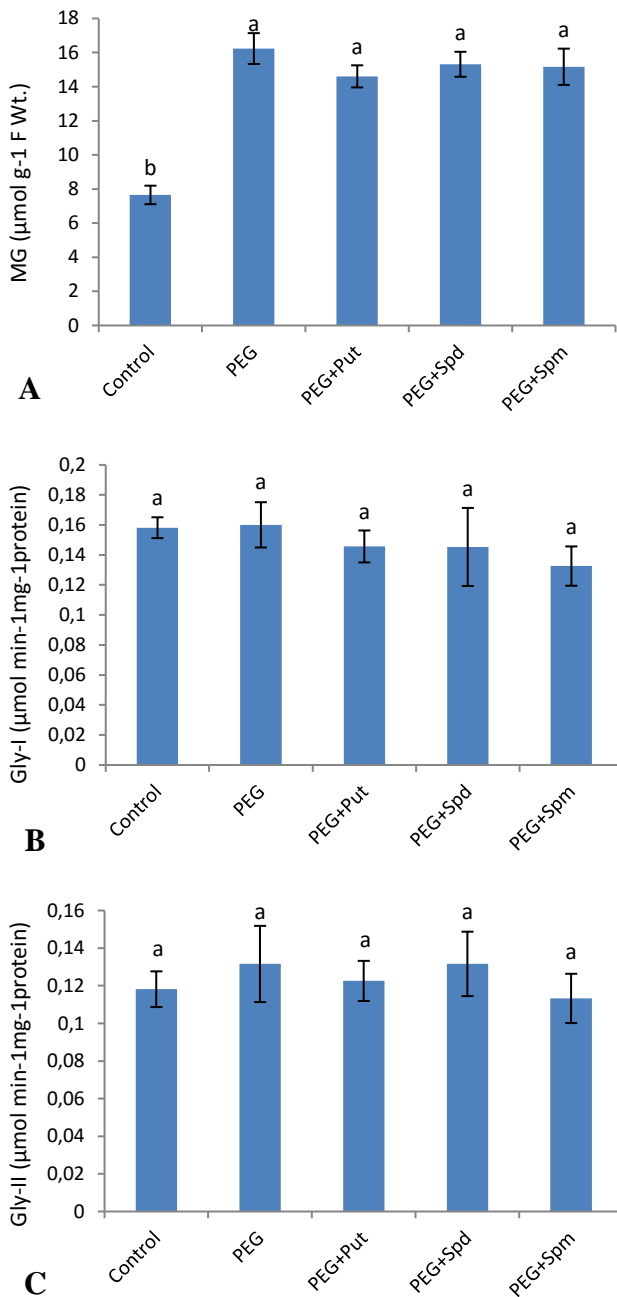 MG (µmol g-1 F Wt.)
18
16
14
12
10
8
6
4
2
0
b
a
a
a
a
Control
PEG
PEG+Put
PEG+Spd
PEG+Spm
A
Gly-I (µmol min-1mg-1protein)
0,2
0,18
0,16
0,14
0,12
0,1
0,08
0,06
0,04
0,02
0
a
a
a
a
a
Control
PEG
PEG+Put
PEG+Spd
PEG+Spm
B
Gly-II (µmol min-1mg-1protein)
0,16
0,14
0,12
0,1
0,08
0,06
0,04
0,02
0
a
a
a
a
a
Control
PEG
PEG+Put
PEG+Spd
PEG+Spm
C